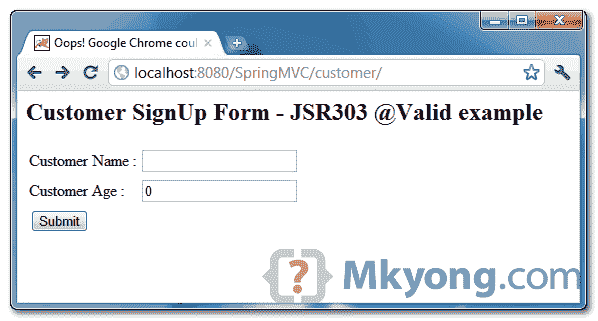 Oops! Google Chrome coul
localhost:8080/SpringMVC/customer/
Customer SignUp Form - JSR303 @Valid example
Customer Name :
Customer Age : 0
Submit
{?} Mkyong.com